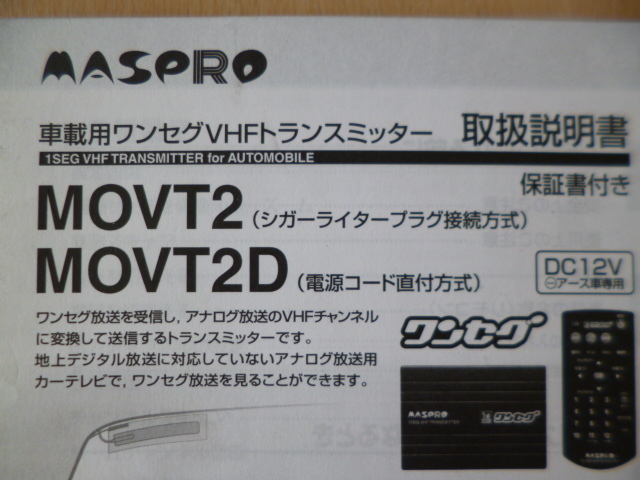 MASPRO
車載用ワンセグVHFトランスミッター 取扱説明書
1SEG VHF TRANSMITTER for AUTOMOBILE
保証書付き
MOVT2(シガーライタープラグ接続方式)
MOVT2D(電源コード直付方式)
DC12V
⊖アース車専用
ワンセグ放送を受信し,アナログ放送のVHFチャンネル
に変換して送信するトランスミッターです。
地上デジタル放送に対応していないアナログ放送用
カーテレビで,ワンセグ放送を見ることができます。
ワンセグ
MASPRO
1SEG VHF TRANSMITTER
ワンセグ
MASPRO